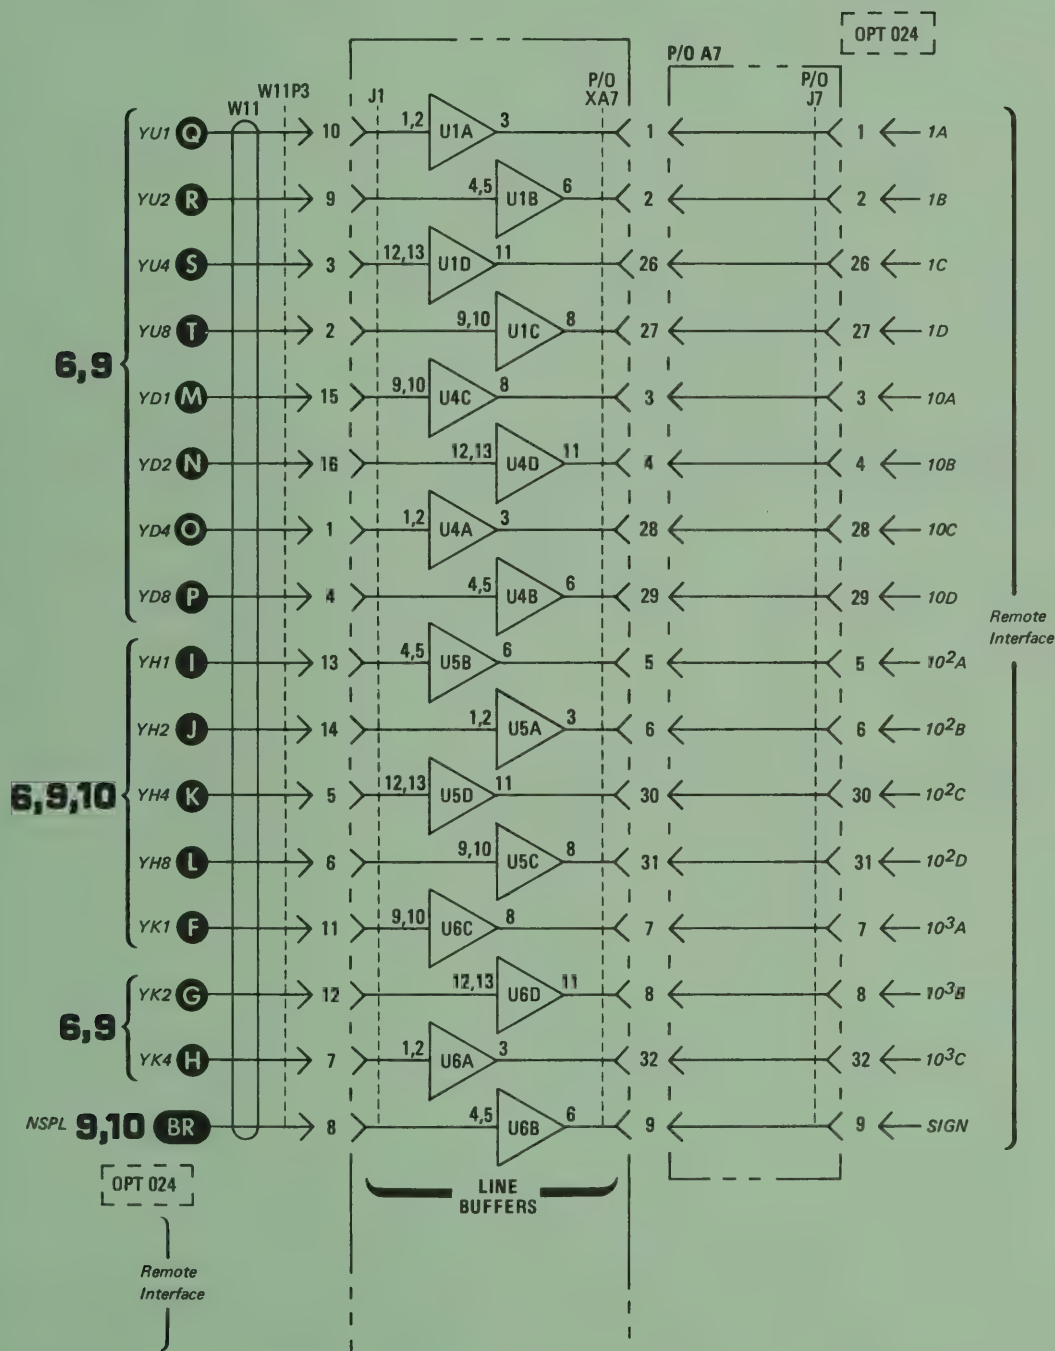 OPT 024
P/O A7
W11P3
J1
P/O
XA7
P/O
J7
W11
YU1 Q 10 1,2 U1A 3 1 1 1A
YU2 R 9 4,5 U1B 6 2 2 1B
YU4 S 3 12,13 U1D 11 26 26 1C
YU8 T 2 9,10 U1C 8 27 27 1D
6,9
YD1 M 15 9,10 U4C 8 3 3 10A
YD2 N 16 12,13 U4D 11 4 4 10B
YD4 O 1 1,2 U4A 3 28 28 10C
YD8 P 4 4,5 U4B 6 29 29 10D
Remote
Interface
YH1 I 13 4,5 U5B 6 5 5 10²A
YH2 J 14 1,2 U5A 3 6 6 10²B
6,9,10
YH4 K 5 12,13 U5D 11 30 30 10²C
YH8 L 6 9,10 U5C 8 31 31 10²D
YK1 F 11 9,10 U6C 8 7 7 10³A
YK2 G 12 12,13 U6D 11 8 8 10³B
6,9
YK4 H 7 1,2 U6A 3 32 32 10³C
NSPL 9,10 BR 8 4,5 U6B 6 9 9 SIGN
OPT 024
LINE
BUFFERS
Remote
Interface